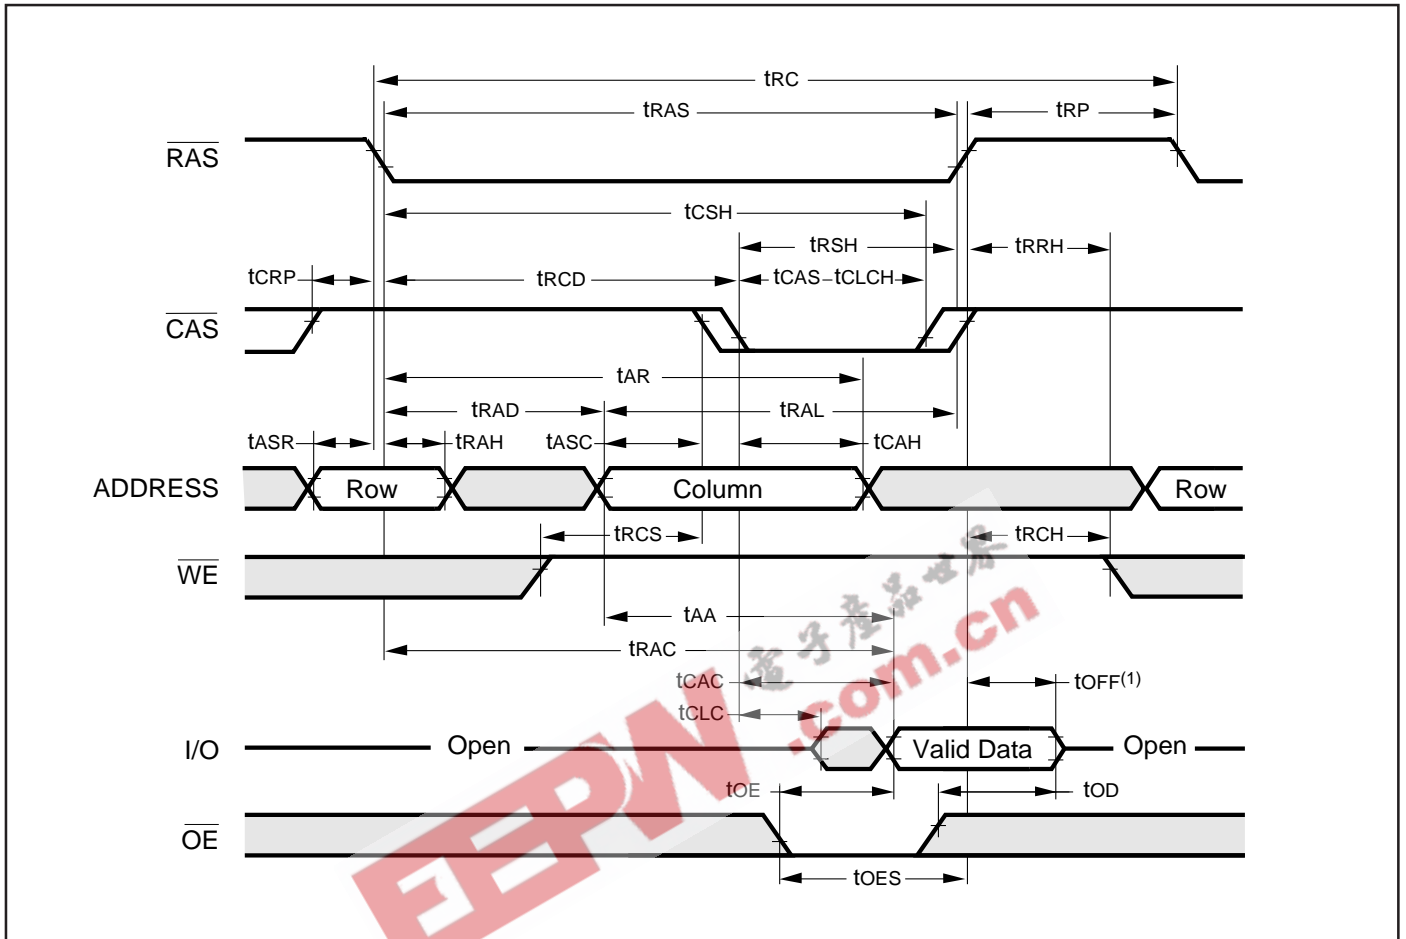 tRC
tRAS
tRP
RAS
tCSH
tRSH
tRRH
tCRP
tRCD
tCAS
tCLCH
CAS
tAR
tRAD
tRAL
tASR
tRAH
tASC
tCAH
ADDRESS
Row
Column
Row
tRCS
tRCH
WE
tAA
tRAC
tCAC
tOFF(1)
tCLC
I/O
Open
Valid Data
Open
tOE
tOD
OE
tOES
EEPW
.com.cn
電子產品世界